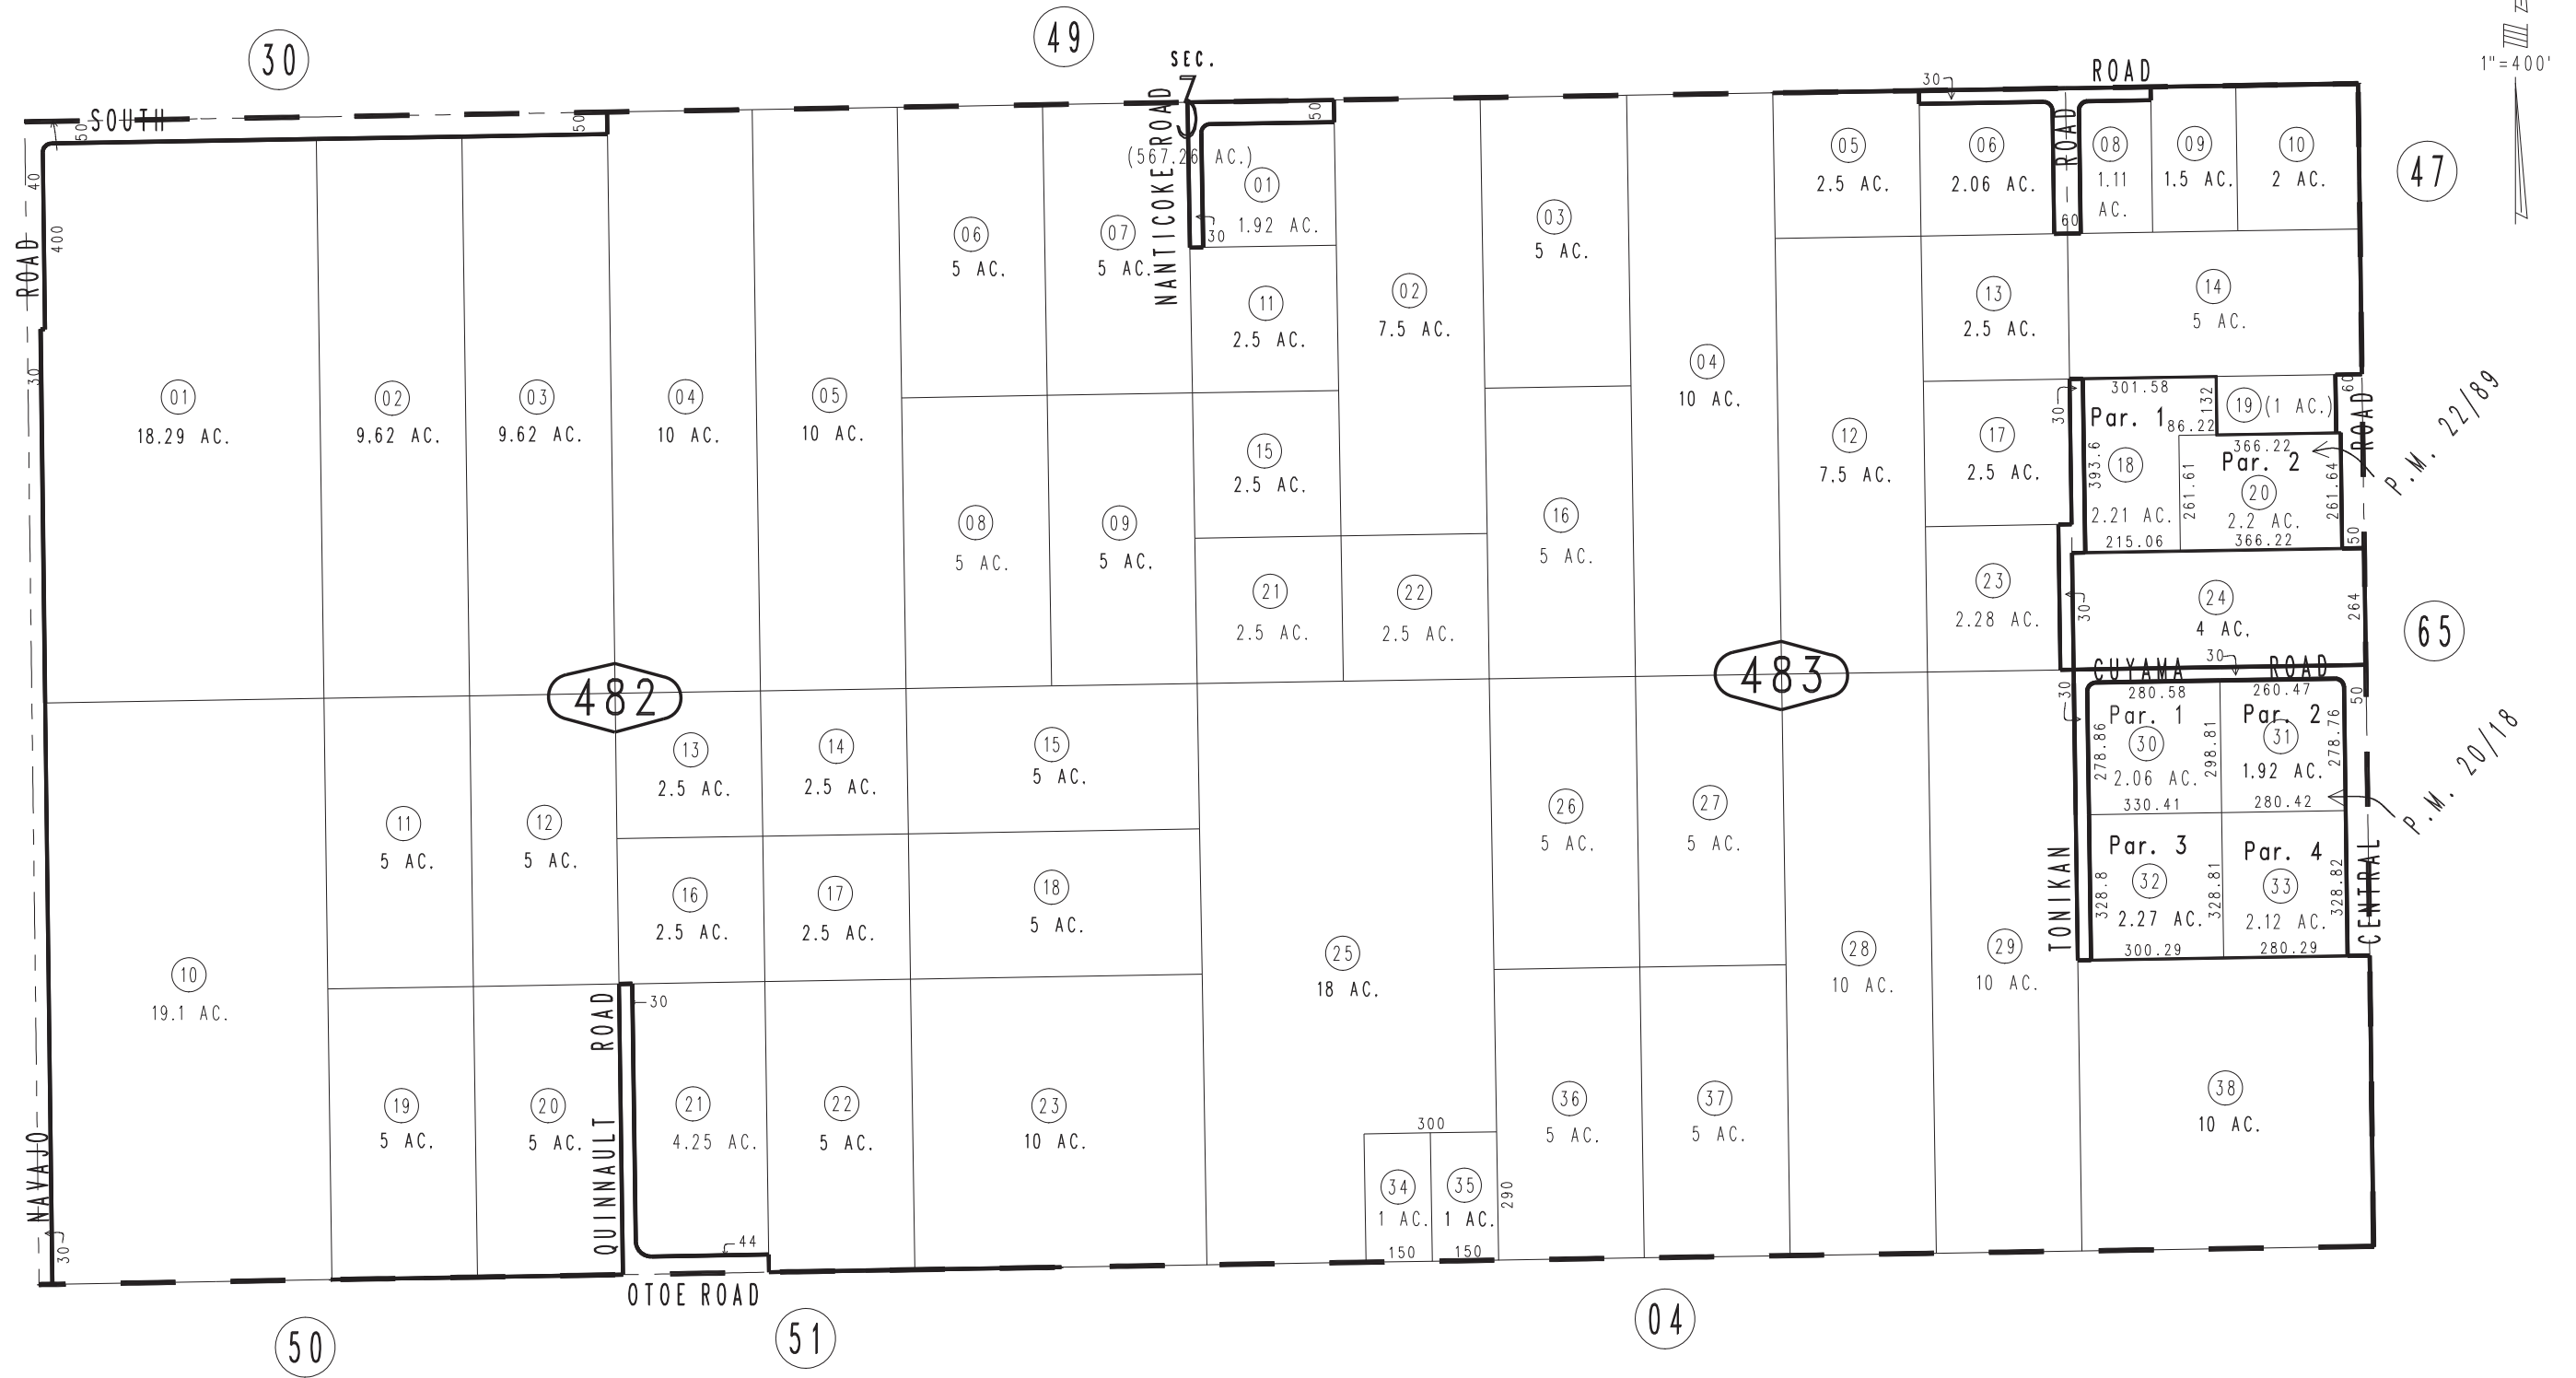 30
49
SEC.
7
ROAD
1"=400'
SOUTH
50
50
50
30
(567.26 AC.)
NANTICOKE ROAD
30
ROAD
60
47
40
400
ROAD
30
01
18.29 AC.
02
9.62 AC.
03
9.62 AC.
04
10 AC.
05
10 AC.
06
5 AC.
07
5 AC.
08
5 AC.
09
5 AC.
482
10
19.1 AC.
11
5 AC.
12
5 AC.
13
2.5 AC.
14
2.5 AC.
15
5 AC.
16
2.5 AC.
17
2.5 AC.
18
5 AC.
19
5 AC.
20
5 AC.
21
4.25 AC.
22
5 AC.
23
10 AC.
QUINNAULT ROAD
30
44
NAVAJO
30
OTOE ROAD
01
1.92 AC.
02
7.5 AC.
03
5 AC.
04
10 AC.
05
2.5 AC.
06
2.06 AC.
08
1.11
AC.
09
1.5 AC.
10
2 AC.
11
2.5 AC.
12
7.5 AC.
13
2.5 AC.
14
5 AC.
15
2.5 AC.
16
5 AC.
17
2.5 AC.
30
301.58
132
Par. 1
86.22
393.6
18
2.21 AC.
215.06
19 (1 AC.)
60
ROAD
366.22
Par. 2
20
2.2 AC.
261.61
261.64
366.22
50
P.M. 22/89
21
2.5 AC.
22
2.5 AC.
23
2.28 AC.
30
24
4 AC.
264
65
483
30
CUYAMA ROAD
30
50
280.58
260.47
Par. 1
30
2.06 AC.
278.86
298.81
330.41
Par. 2
31
1.92 AC.
278.76
280.42
P.M. 20/18
Par. 3
32
2.27 AC.
328.8
328.81
300.29
Par. 4
33
2.12 AC.
328.82
280.29
TONIKAN
CENTRAL
25
18 AC.
26
5 AC.
27
5 AC.
28
10 AC.
29
10 AC.
300
34
1 AC.
150
35
1 AC.
150
290
36
5 AC.
37
5 AC.
38
10 AC.
50
51
04